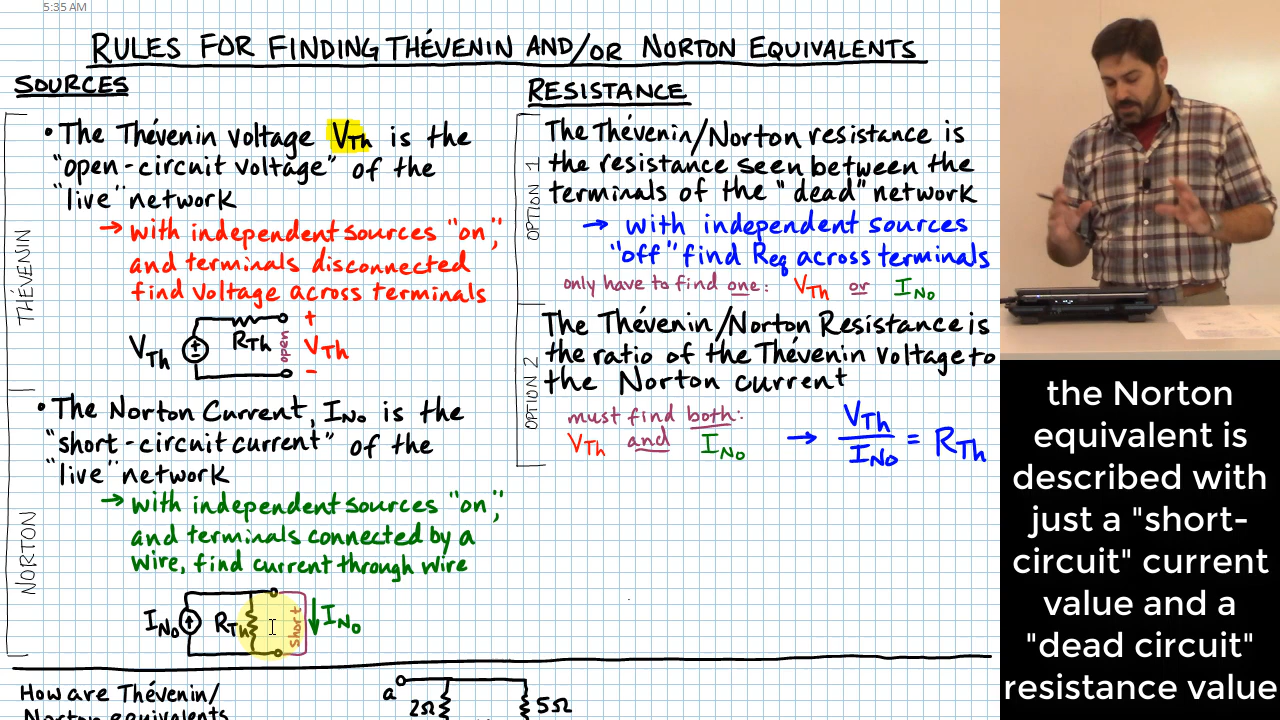 5:35 AM
RULES FOR FINDING THÉVENIN AND/OR NORTON EQUIVALENTS
SOURCES
THÉVENIN
• The Thévenin voltage VTh is the
"open-circuit voltage" of the
"live" network
→ with independent sources "on,"
and terminals disconnected
find voltage across terminals
VTh
RTh
open
+
VTh
-
NORTON
• The Norton Current, INo is the
"short-circuit current" of the
"live" network
→ with independent sources "on,"
and terminals connected by a
wire, find current through wire
INo
RTh
short
INo
RESISTANCE
OPTION 1
The Thévenin/Norton resistance is
the resistance seen between the
terminals of the "dead" network
→ with independent sources
"off" find Req across terminals
only have to find one: VTh or INo
OPTION 2
The Thévenin/Norton Resistance is
the ratio of the Thévenin Voltage to
the Norton current
must find both:
VTh and INo
→ VTh/INo = RTh
How are Thévenin/
Norton equivalents
a
2Ω
5Ω
the Norton
equivalent is
described with
just a "short-
circuit" current
value and a
"dead circuit"
resistance value